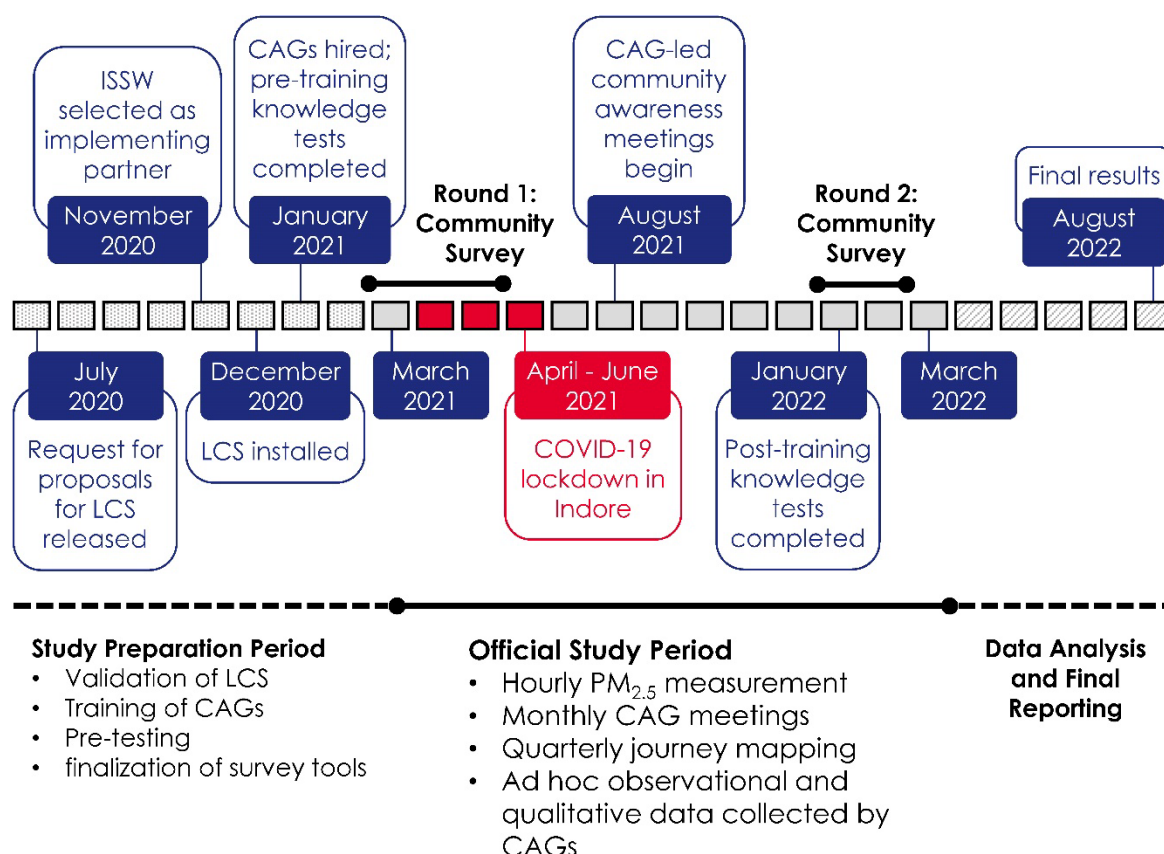 ISSW
selected as
implementing
partner
November
2020
CAGs hired;
pre-training
knowledge
tests
completed
January
2021
Round 1:
Community
Survey
CAG-led
community
awareness
meetings
begin
August
2021
Round 2:
Community
Survey
Final results
August
2022
July
2020
Request for
proposals
for LCS
released
December
2020
LCS installed
March
2021
April - June
2021
COVID-19
lockdown in
Indore
January
2022
Post-training
knowledge
tests
completed
March
2022
Study Preparation Period
• Validation of LCS
• Training of CAGs
• Pre-testing
• finalization of survey tools
Official Study Period
• Hourly PM2.5 measurement
• Monthly CAG meetings
• Quarterly journey mapping
• Ad hoc observational and
qualitative data collected by
CAGs
Data Analysis
and Final
Reporting